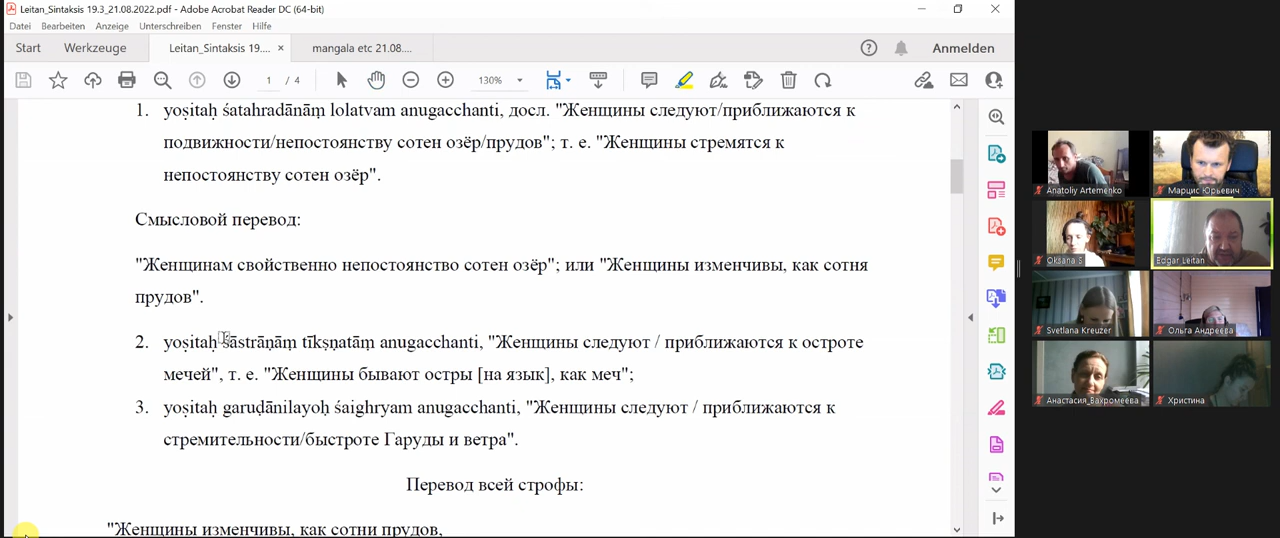 Leitan_Sintaksis 19.3_21.08.2022.pdf - Adobe Acrobat Reader DC (64-bit)
Datei Bearbeiten Anzeige Unterschreiben Fenster Hilfe
Start Werkzeuge Leitan_Sintaksis 19.... × mangala etc 21.08.... Anmelden
1 / 4 130%
1. yoṣitaḥ śatahradānāṃ lolatvam anugacchanti, досл. "Женщины следуют/приближаются к
подвижности/непостоянству сотен озёр/прудов"; т. е. "Женщины стремятся к
непостоянству сотен озёр".
Смысловой перевод:
"Женщинам свойственно непостоянство сотен озёр"; или "Женщины изменчивы, как сотня
прудов".
2. yoṣitaḥ śāstrāṇāṃ tīkṣṇatāṃ anugacchanti, "Женщины следуют / приближаются к остроте
мечей", т. е. "Женщины бывают остры [на язык], как меч";
3. yoṣitaḥ garuḍānilayoḥ śaighryam anugacchanti, "Женщины следуют / приближаются к
стремительности/быстроте Гаруды и ветра".
Перевод всей строфы:
"Женщины изменчивы, как сотни прудов,
Anatoliy Artemenko
Марцис Юрьевич
Oksana S
Edgar Leitan
Svetlana Kreuzer
Ольга Андреева
Анастасия_Вахромеева
Христина